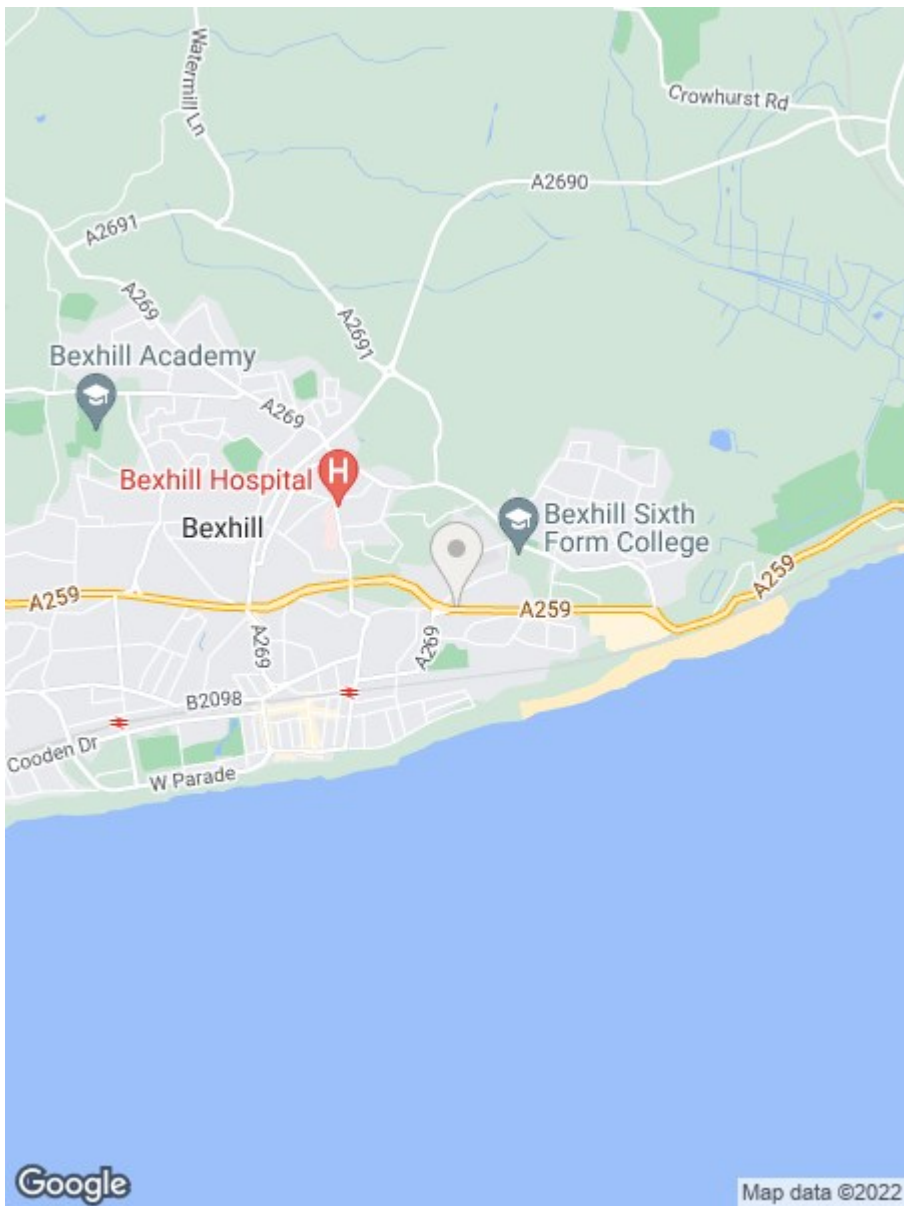 Watermill Ln
Crowhurst Rd
A2690
A2691
A269
A2691
Bexhill Academy
A269
Bexhill Hospital
H
Bexhill
Bexhill Sixth
Form College
A259
A259
A259
A269
A269
B2098
Cooden Dr
W Parade
Google
Map data ©2022